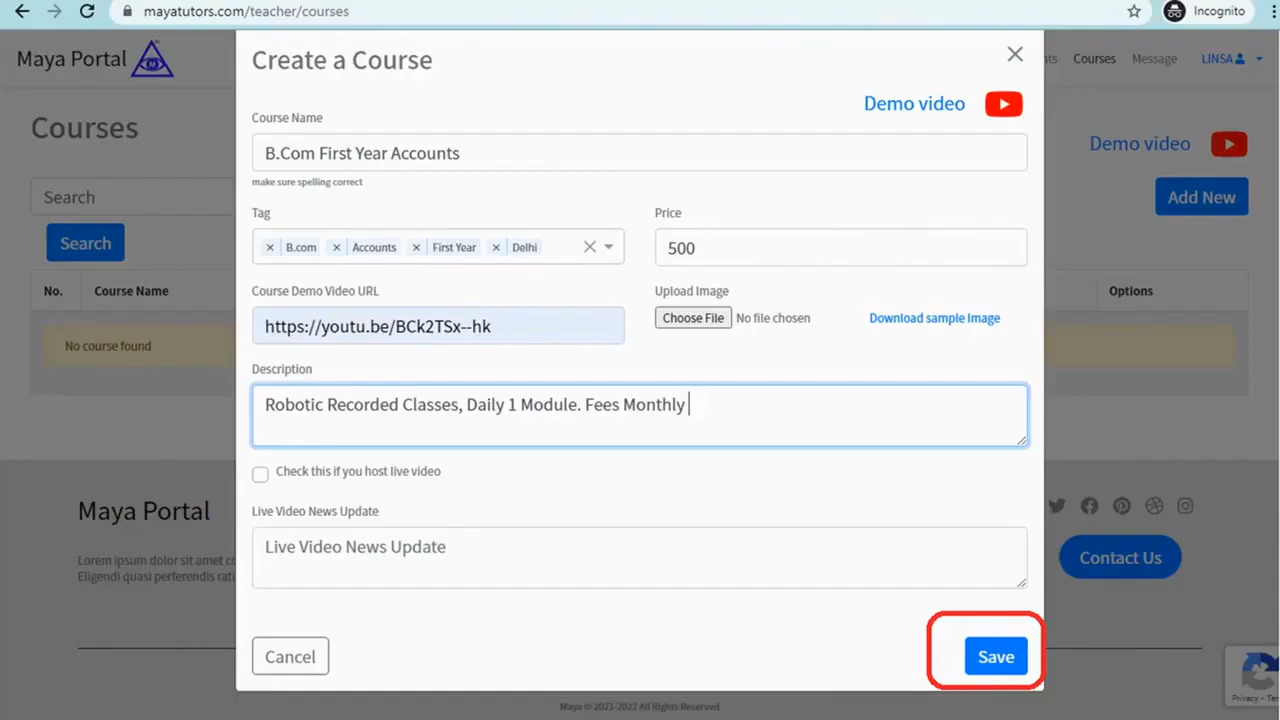 mayatutors.com/teacher/courses
Incognito
Maya Portal
M
Courses
Message
LINSA
Create a Course
Demo video
Courses
Demo video
Course Name
B.Com First Year Accounts
make sure spelling correct
Search
Add New
Tag
Price
× B.com × Accounts × First Year × Delhi
500
Search
Course Demo Video URL
Upload Image
No.
Course Name
Options
https://youtu.be/BCk2TSx--hk
Choose File No file chosen
Download sample Image
No course found
Description
Robotic Recorded Classes, Daily 1 Module. Fees Monthly
Check this if you host live video
Live Video News Update
Live Video News Update
Maya Portal
Lorem ipsum dolor sit amet
Eligendi quasi perferendis
Contact Us
Cancel
Save
Privacy
Maya © 2021-2022 All Rights Reserved